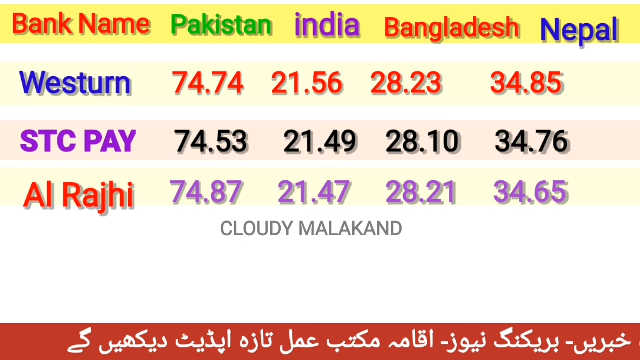 Bank Name Pakistan india Bangladesh Nepal
Westurn 74.74 21.56 28.23 34.85
STC PAY 74.53 21.49 28.10 34.76
Al Rajhi 74.87 21.47 28.21 34.65
CLOUDY MALAKAND
خبریں- بریکنگ نیوز- اقامہ مکتب عمل تازہ اپڈیٹ دیکھیں گے